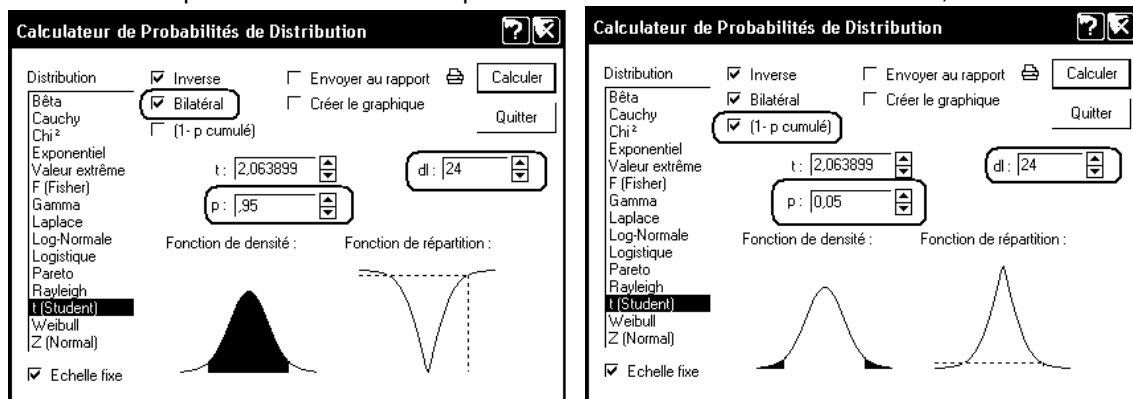 Calculateur de Probabilités de Distribution
Distribution
Inverse
Envoyer au rapport
Calculer
Bêta
Bilatéral
Créer le graphique
Cauchy
Quitter
Chi²
(1- p cumulé)
Exponentiel
Valeur extrême
t : 2,063899
dl : 24
F (Fisher)
Gamma
p : ,95
Laplace
Log-Normale
Fonction de densité :
Fonction de répartition :
Logistique
Pareto
Rayleigh
t (Student)
Weibull
Z (Normal)
Echelle fixe
Calculateur de Probabilités de Distribution
Distribution
Inverse
Envoyer au rapport
Calculer
Bêta
Bilatéral
Créer le graphique
Cauchy
Quitter
Chi²
(1- p cumulé)
Exponentiel
Valeur extrême
t : 2,063899
dl : 24
F (Fisher)
Gamma
p : 0,05
Laplace
Log-Normale
Fonction de densité :
Fonction de répartition :
Logistique
Pareto
Rayleigh
t (Student)
Weibull
Z (Normal)
Echelle fixe